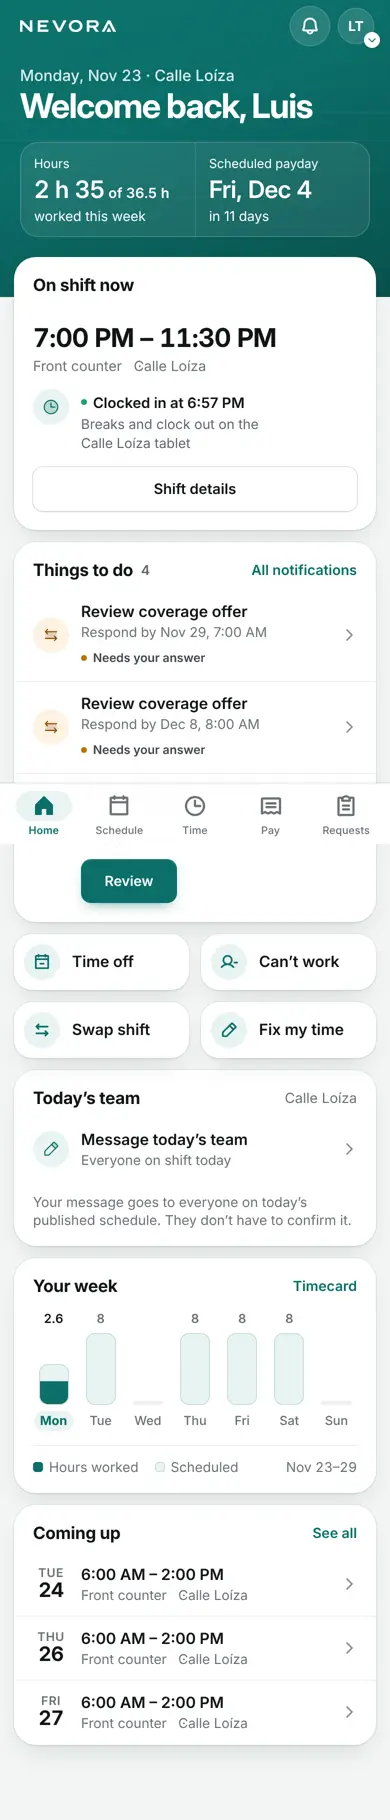 NEVORA
LT
Monday, Nov 23 · Calle Loíza
Welcome back, Luis
Hours
2 h 35 of 36.5 h
worked this week
Scheduled payday
Fri, Dec 4
in 11 days
On shift now
7:00 PM – 11:30 PM
Front counter Calle Loíza
Clocked in at 6:57 PM
Breaks and clock out on the
Calle Loíza tablet
Shift details
Things to do 4
All notifications
Review coverage offer
Respond by Nov 29, 7:00 AM
Needs your answer
Review coverage offer
Respond by Dec 8, 8:00 AM
Needs your answer
Home
Schedule
Time
Pay
Requests
Review
Time off
Can’t work
Swap shift
Fix my time
Today’s team
Calle Loíza
Message today’s team
Everyone on shift today
Your message goes to everyone on today’s
published schedule. They don’t have to confirm it.
Your week
Timecard
2.6 8 8 8 8
Mon Tue Wed Thu Fri Sat Sun
Hours worked
Scheduled
Nov 23–29
Coming up
See all
TUE
24
6:00 AM – 2:00 PM
Front counter Calle Loíza
THU
26
6:00 AM – 2:00 PM
Front counter Calle Loíza
FRI
27
6:00 AM – 2:00 PM
Front counter Calle Loíza